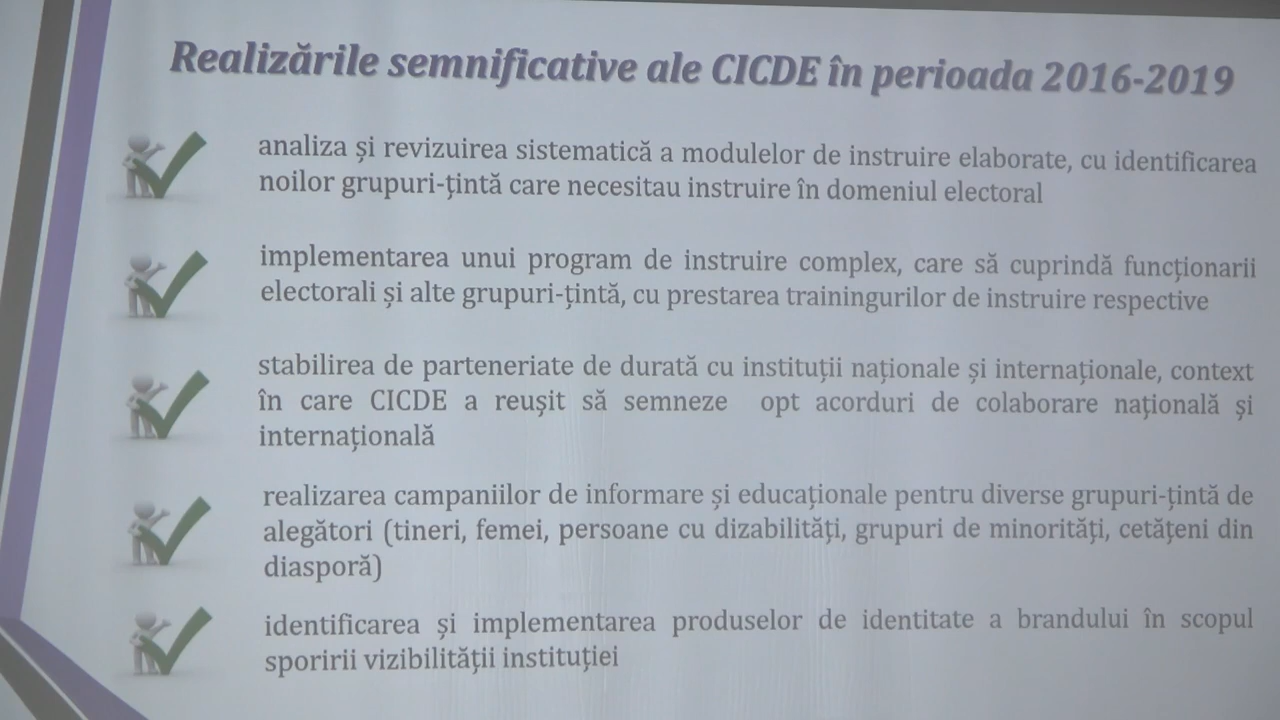 Realizările semnificative ale CICDE în perioada 2016-2019
analiza și revizuirea sistematică a modulelor de instruire elaborate, cu identificarea
noilor grupuri-țintă care necesitau instruire în domeniul electoral
implementarea unui program de instruire complex, care să cuprindă funcționarii
electorali și alte grupuri-țintă, cu prestarea trainingurilor de instruire respective
stabilirea de parteneriate de durată cu instituții naționale și internaționale, context
în care CICDE a reușit să semneze opt acorduri de colaborare națională și
internațională
realizarea campaniilor de informare și educaționale pentru diverse grupuri-țintă de
alegători (tineri, femei, persoane cu dizabilități, grupuri de minorități, cetățeni din
diasporă)
identificarea și implementarea produselor de identitate a brandului în scopul
sporirii vizibilității instituției